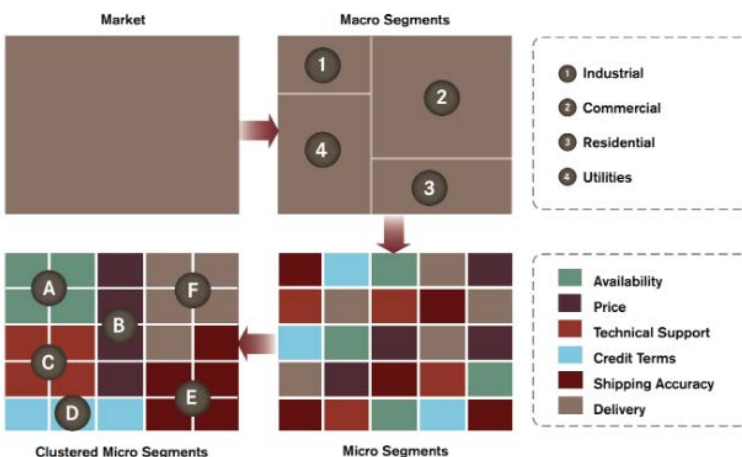 Market
Macro Segments
1
2
4
3
1 Industrial
2 Commercial
3 Residential
4 Utilities
A
F
B
C
D
E
Availability
Price
Technical Support
Credit Terms
Shipping Accuracy
Delivery
Clustered Micro Segments
Micro Segments